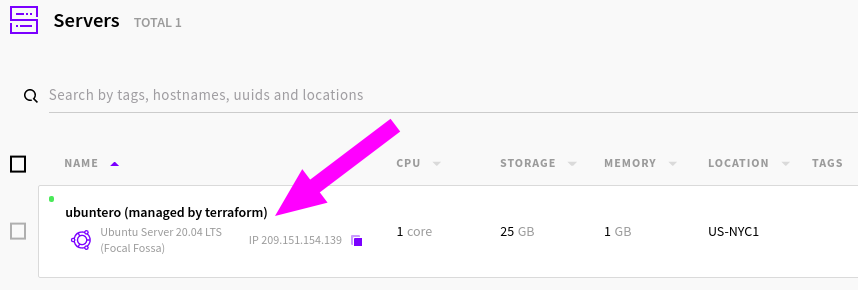 Servers TOTAL 1
Search by tags, hostnames, uuids and locations
NAME CPU STORAGE MEMORY LOCATION TAGS
ubuntero (managed by terraform)
Ubuntu Server 20.04 LTS
(Focal Fossa)
IP 209.151.154.139
1 core 25 GB 1 GB US-NYC1